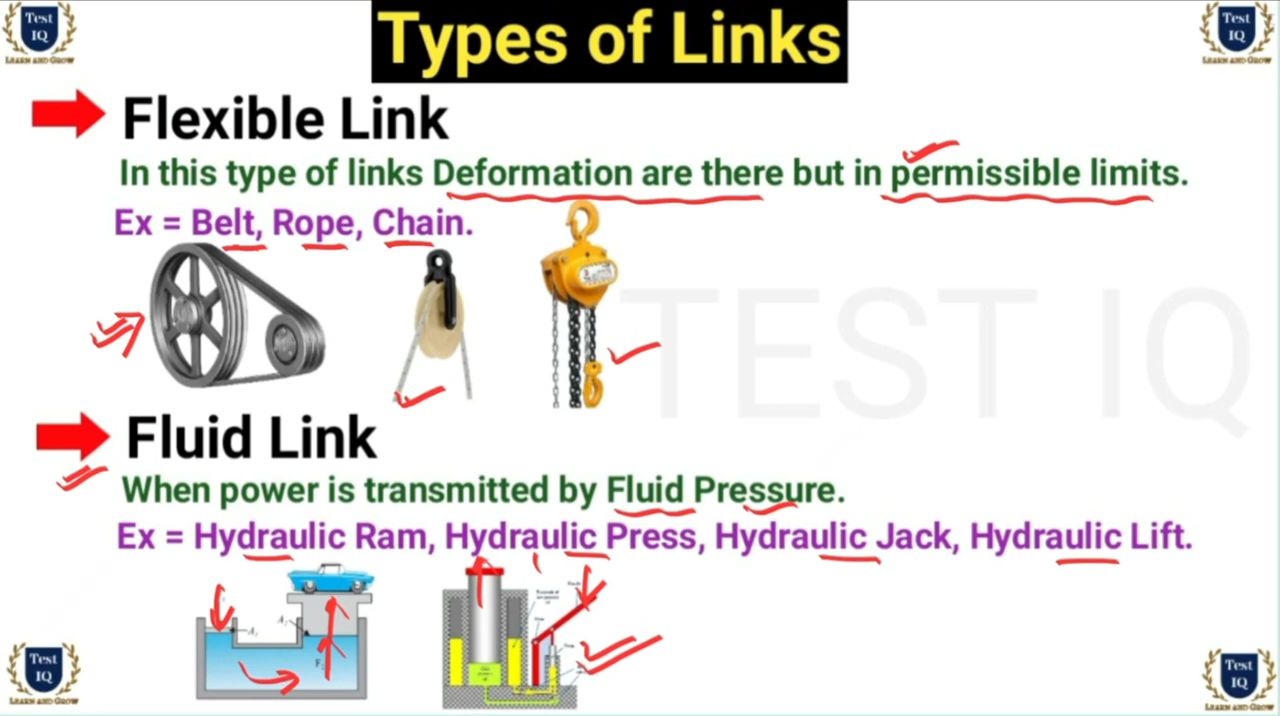 Test
IQ
LEARN AND GROW
Types of Links
Test
IQ
LEARN AND GROW
Flexible Link
In this type of links Deformation are there but in permissible limits.
Ex = Belt, Rope, Chain.
TEST IQ
Fluid Link
When power is transmitted by Fluid Pressure.
Ex = Hydraulic Ram, Hydraulic Press, Hydraulic Jack, Hydraulic Lift.
Test
IQ
LEARN AND GROW
Test
IQ
LEARN AND GROW